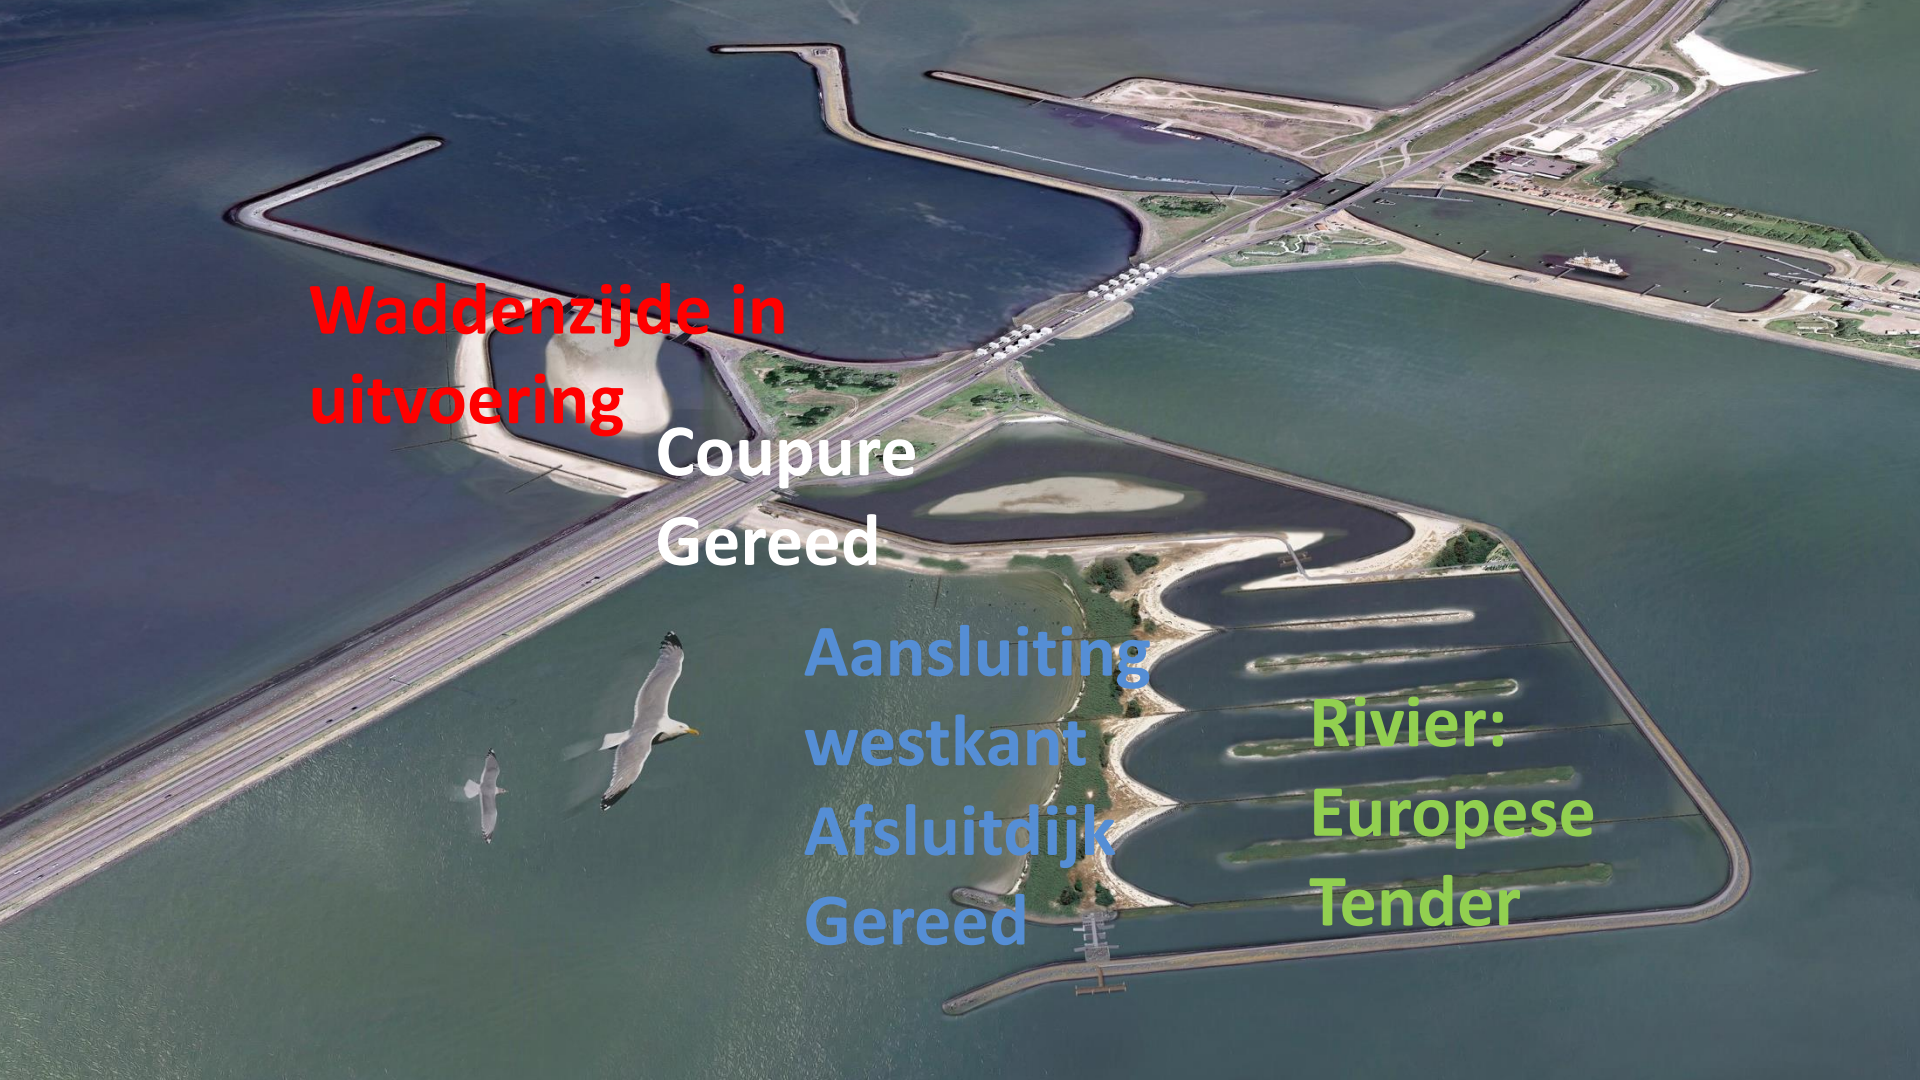 Waddenzijde in
uitvoering
Coupure
Gereed
Aansluiting
westkant
Afsluitdijk
Gereed
Rivier:
Europese
Tender